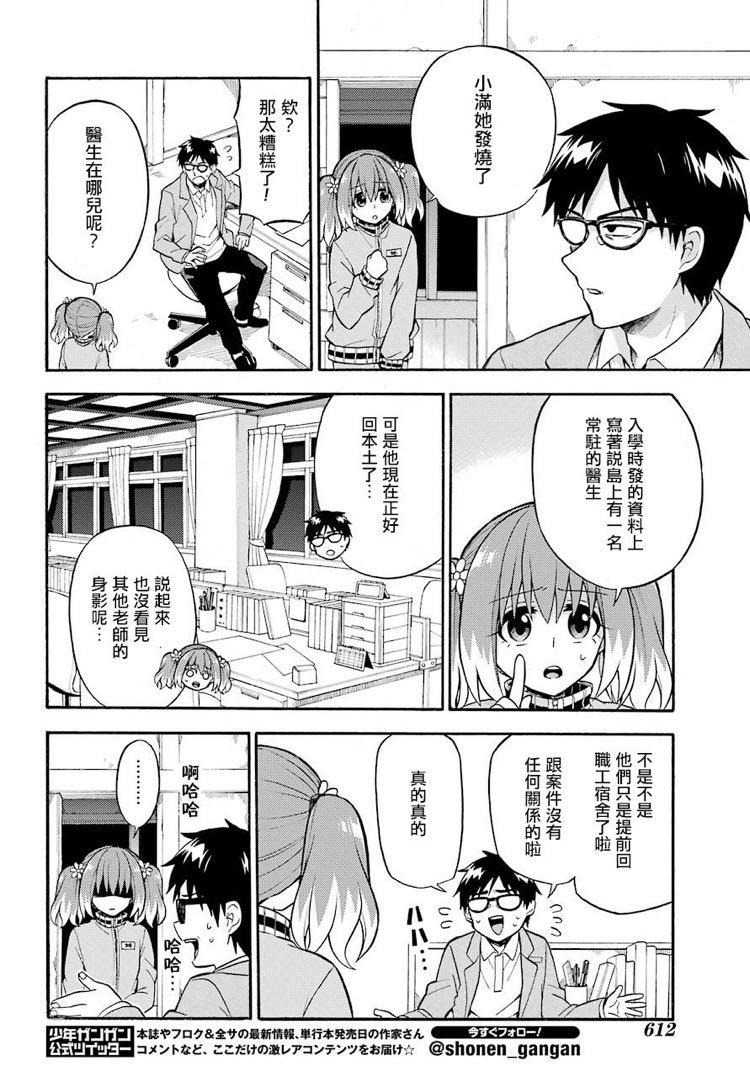 小滿她發燒了
欸？
那太糟糕了！
醫生在哪兒呢？
入學時發的資料上
寫著説島上有一名
常駐的醫生
可是他現在正好
回本土了…
説起來
也沒看見
其他老師的
身影呢…
不是不是
他們只是提前回
職工宿舍了啦
跟案件沒有
任何關係的啦
真的真的
啊哈哈
哈哈…
………
少年ガンガン
公式ツイッター
本誌やフロク＆全サの最新情報、単行本発売日の作家さん
コメントなど、ここだけの激レアコンテンツをお届け☆
今すぐフォロー！
@shonen_gangan
612